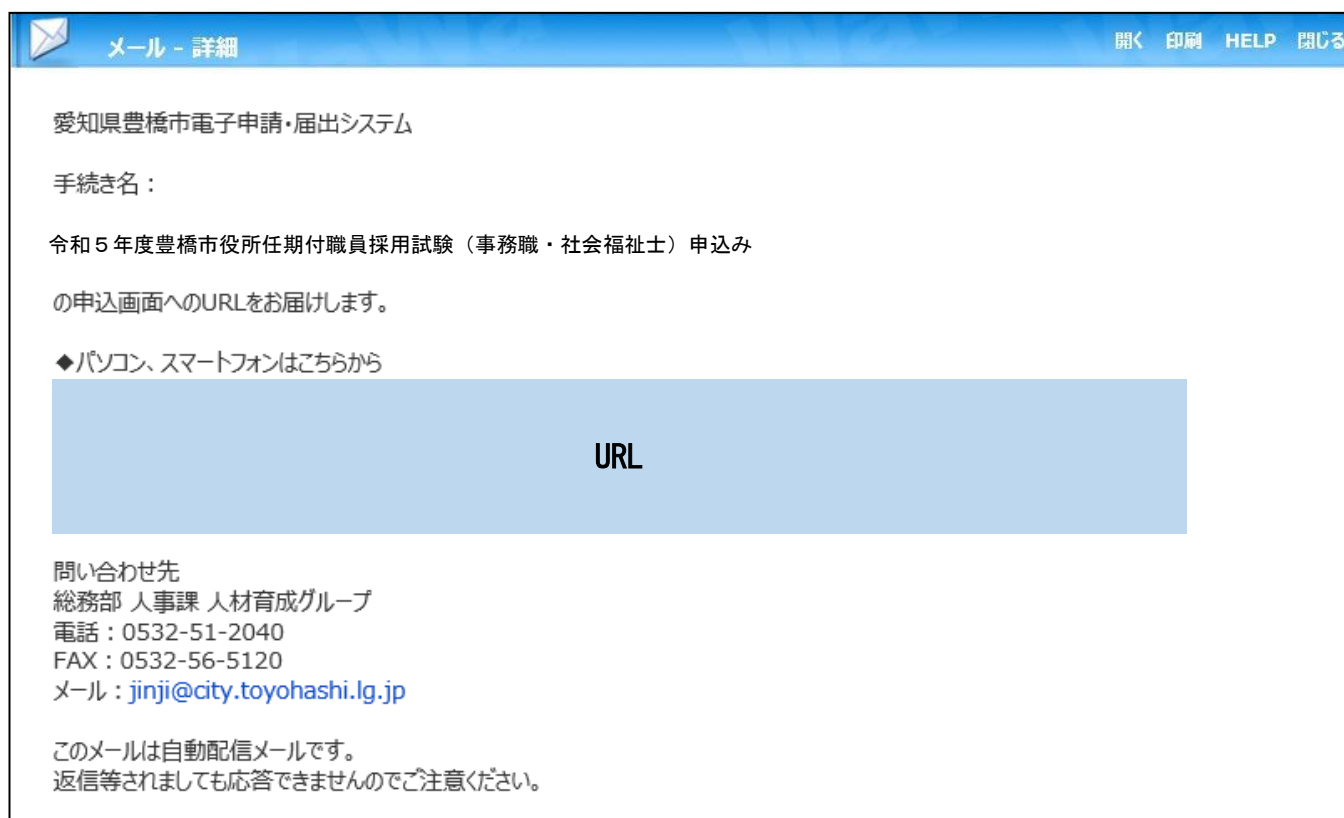 メール - 詳細
開く 印刷 HELP 閉じる
愛知県豊橋市電子申請・届出システム
手続き名：
令和５年度豊橋市役所任期付職員採用試験（事務職・社会福祉士）申込み
の申込画面へのURLをお届けします。
◆パソコン、スマートフォンはこちらから
URL
問い合わせ先
総務部 人事課 人材育成グループ
電話：0532-51-2040
FAX：0532-56-5120
メール：jinji@city.toyohashi.lg.jp
このメールは自動配信メールです。
返信等されましても応答できませんのでご注意ください。